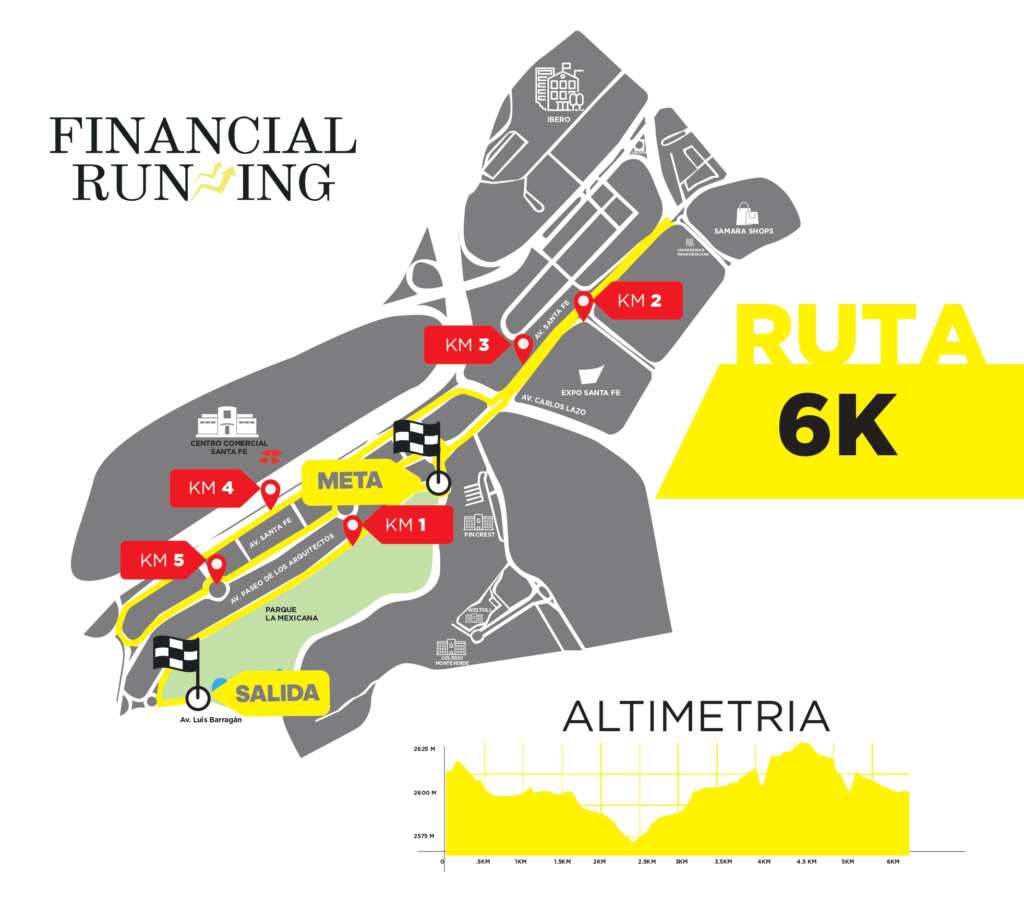 FINANCIAL
RUNNING
IBERO
SAMARA SHOPS
UNIVERSIDAD
PANAMERICANA
KM 2
AV. SANTA FE
KM 3
EXPO SANTA FE
AV. CARLOS LAZO
RUTA
6K
CENTRO COMERCIAL
SANTA FE
META
KM 4
AV. SANTA FE
KM 1
PINCREST
KM 5
AV. PASEO DE LOS ARQUITECTOS
PARQUE
LA MEXICANA
WESTHILL
COLEGIO
MONTEVERDE
SALIDA
Av. Luis Barragán
ALTIMETRIA
2625 M
2600 M
2575 M
0 .5KM 1KM 1.5KM 2KM 2.5KM 3KM 3.5KM 4KM 4.5 KM 5KM 6KM